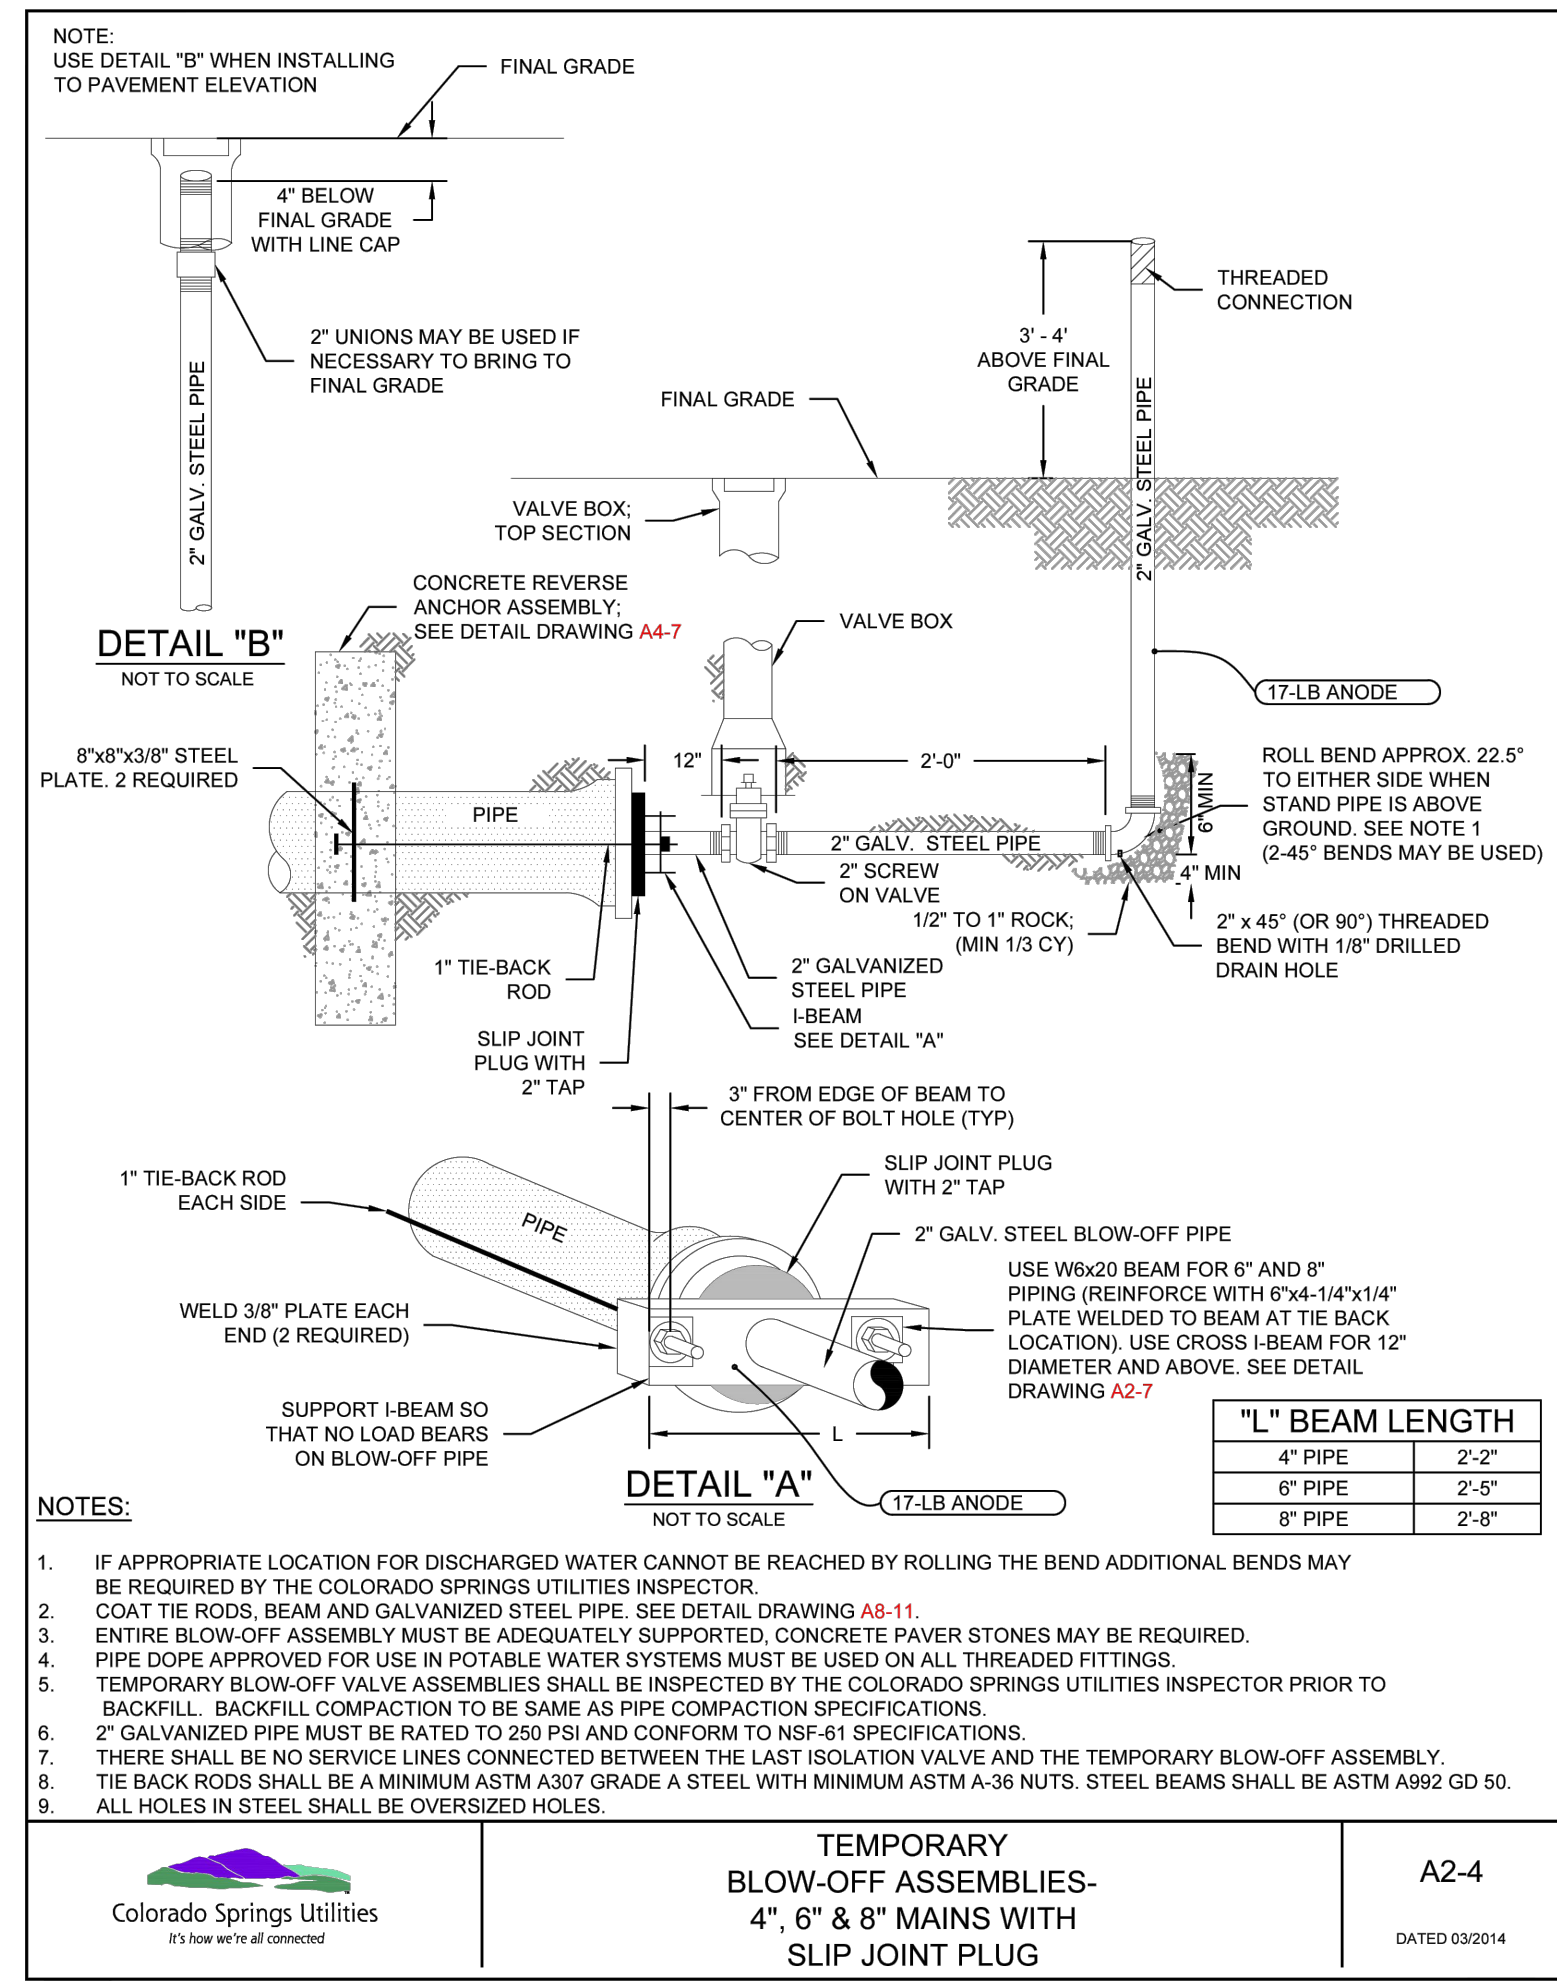 NOTE:
USE DETAIL "B" WHEN INSTALLING
TO PAVEMENT ELEVATION
FINAL GRADE
4" BELOW
FINAL GRADE
WITH LINE CAP
2" UNIONS MAY BE USED IF
NECESSARY TO BRING TO
FINAL GRADE
2" GALV. STEEL PIPE
DETAIL "B"
NOT TO SCALE
THREADED
CONNECTION
3' - 4'
ABOVE FINAL
GRADE
FINAL GRADE
2" GALV. STEEL PIPE
VALVE BOX;
TOP SECTION
CONCRETE REVERSE
ANCHOR ASSEMBLY;
SEE DETAIL DRAWING A4-7
VALVE BOX
17-LB ANODE
8"x8"x3/8" STEEL
PLATE. 2 REQUIRED
12"
2'-0"
6" MIN
ROLL BEND APPROX. 22.5°
TO EITHER SIDE WHEN
STAND PIPE IS ABOVE
GROUND. SEE NOTE 1
(2-45° BENDS MAY BE USED)
PIPE
2" GALV. STEEL PIPE
2" SCREW
ON VALVE
4" MIN
1/2" TO 1" ROCK;
(MIN 1/3 CY)
2" x 45° (OR 90°) THREADED
BEND WITH 1/8" DRILLED
DRAIN HOLE
1" TIE-BACK
ROD
2" GALVANIZED
STEEL PIPE
I-BEAM
SEE DETAIL "A"
SLIP JOINT
PLUG WITH
2" TAP
3" FROM EDGE OF BEAM TO
CENTER OF BOLT HOLE (TYP)
1" TIE-BACK ROD
EACH SIDE
PIPE
SLIP JOINT PLUG
WITH 2" TAP
2" GALV. STEEL BLOW-OFF PIPE
USE W6x20 BEAM FOR 6" AND 8"
PIPING (REINFORCE WITH 6"x4-1/4"x1/4"
PLATE WELDED TO BEAM AT TIE BACK
LOCATION). USE CROSS I-BEAM FOR 12"
DIAMETER AND ABOVE. SEE DETAIL
DRAWING A2-7
WELD 3/8" PLATE EACH
END (2 REQUIRED)
SUPPORT I-BEAM SO
THAT NO LOAD BEARS
ON BLOW-OFF PIPE
L
DETAIL "A"
NOT TO SCALE
17-LB ANODE
"L" BEAM LENGTH
4" PIPE 2'-2"
6" PIPE 2'-5"
8" PIPE 2'-8"
NOTES:
1. IF APPROPRIATE LOCATION FOR DISCHARGED WATER CANNOT BE REACHED BY ROLLING THE BEND ADDITIONAL BENDS MAY
BE REQUIRED BY THE COLORADO SPRINGS UTILITIES INSPECTOR.
2. COAT TIE RODS, BEAM AND GALVANIZED STEEL PIPE. SEE DETAIL DRAWING A8-11.
3. ENTIRE BLOW-OFF ASSEMBLY MUST BE ADEQUATELY SUPPORTED, CONCRETE PAVER STONES MAY BE REQUIRED.
4. PIPE DOPE APPROVED FOR USE IN POTABLE WATER SYSTEMS MUST BE USED ON ALL THREADED FITTINGS.
5. TEMPORARY BLOW-OFF VALVE ASSEMBLIES SHALL BE INSPECTED BY THE COLORADO SPRINGS UTILITIES INSPECTOR PRIOR TO
BACKFILL. BACKFILL COMPACTION TO BE SAME AS PIPE COMPACTION SPECIFICATIONS.
6. 2" GALVANIZED PIPE MUST BE RATED TO 250 PSI AND CONFORM TO NSF-61 SPECIFICATIONS.
7. THERE SHALL BE NO SERVICE LINES CONNECTED BETWEEN THE LAST ISOLATION VALVE AND THE TEMPORARY BLOW-OFF ASSEMBLY.
8. TIE BACK RODS SHALL BE A MINIMUM ASTM A307 GRADE A STEEL WITH MINIMUM ASTM A-36 NUTS. STEEL BEAMS SHALL BE ASTM A992 GD 50.
9. ALL HOLES IN STEEL SHALL BE OVERSIZED HOLES.
Colorado Springs Utilities
It's how we're all connected
TEMPORARY
BLOW-OFF ASSEMBLIES-
4", 6" & 8" MAINS WITH
SLIP JOINT PLUG
A2-4
DATED 03/2014